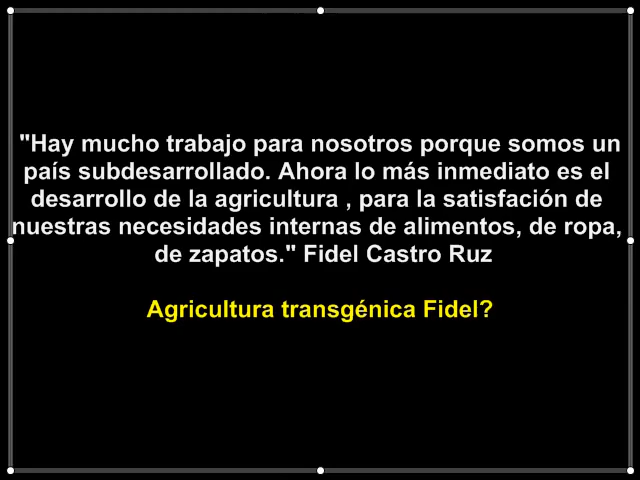 "Hay mucho trabajo para nosotros porque somos un
país subdesarrollado. Ahora lo más inmediato es el
desarrollo de la agricultura , para la satisfación de
nuestras necesidades internas de alimentos, de ropa,
de zapatos." Fidel Castro Ruz
Agricultura transgénica Fidel?